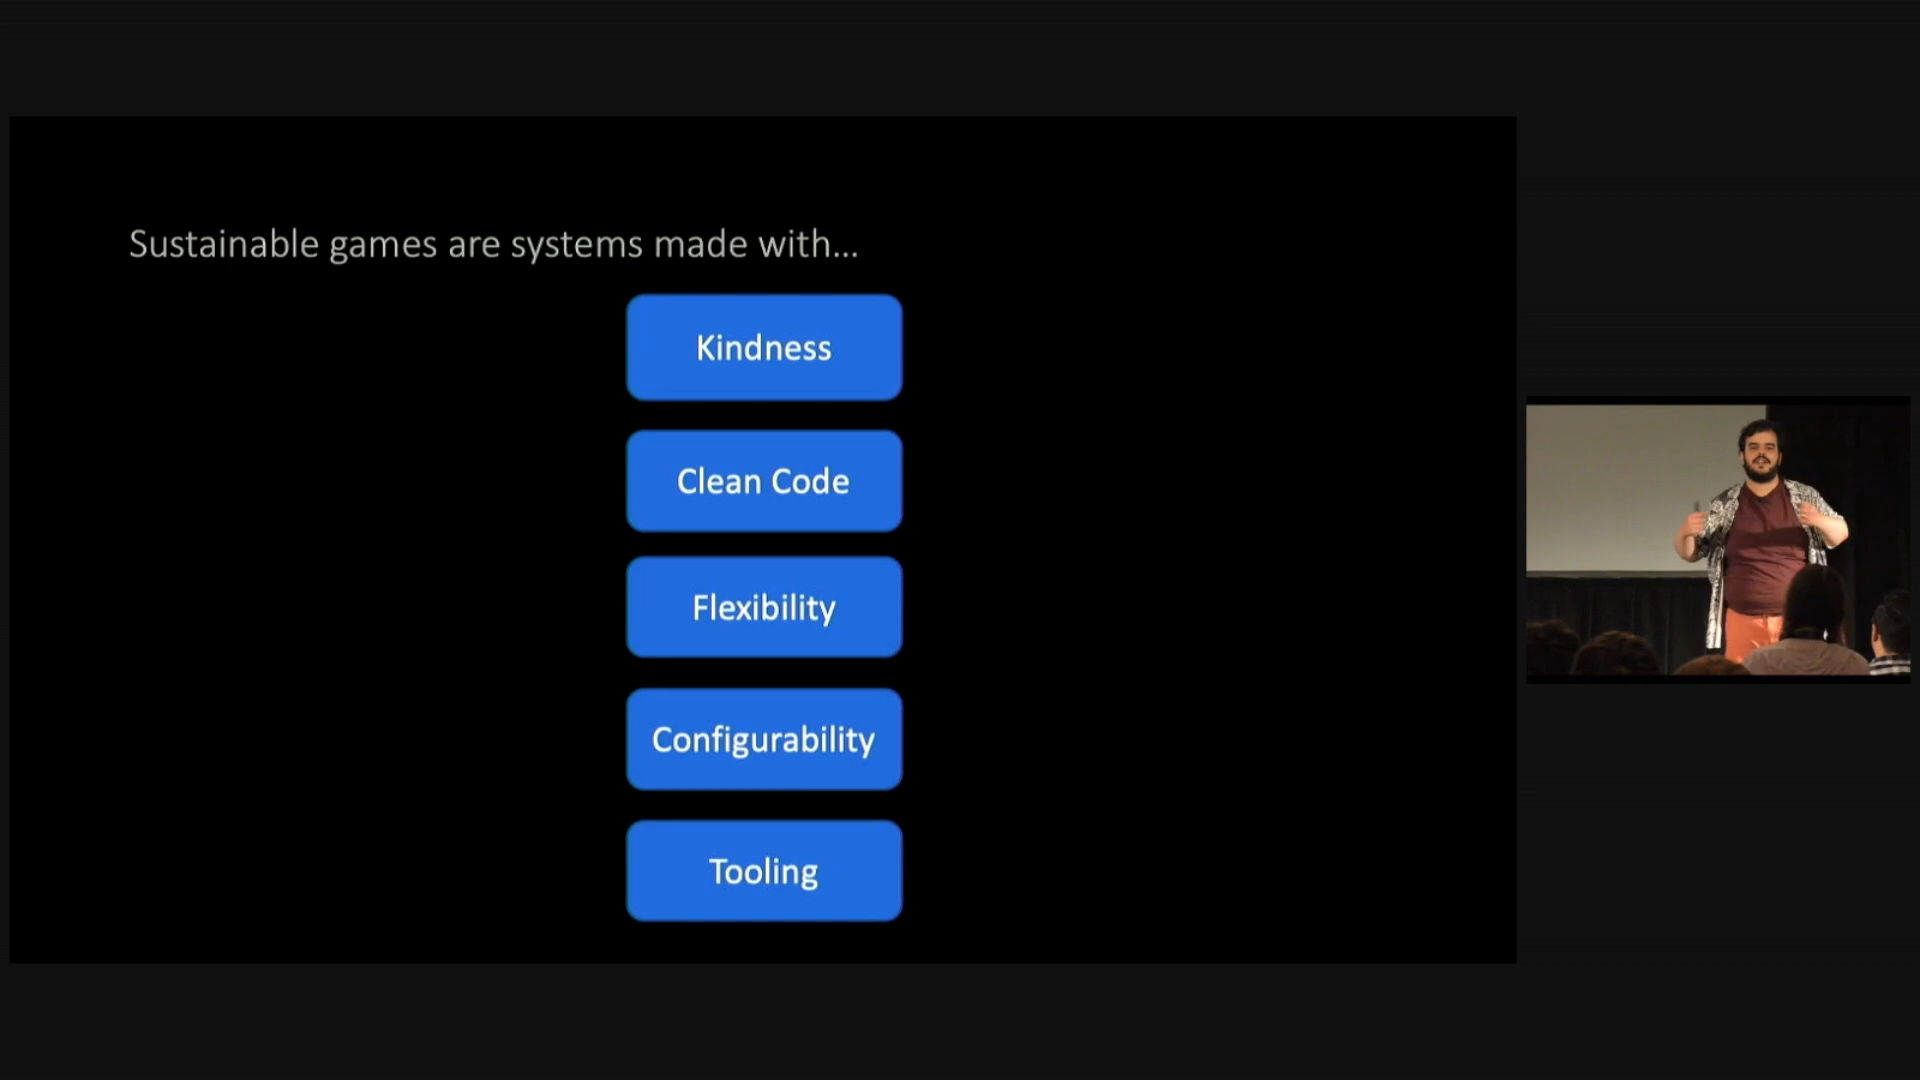 Sustainable games are systems made with...
Kindness
Clean Code
Flexibility
Configurability
Tooling